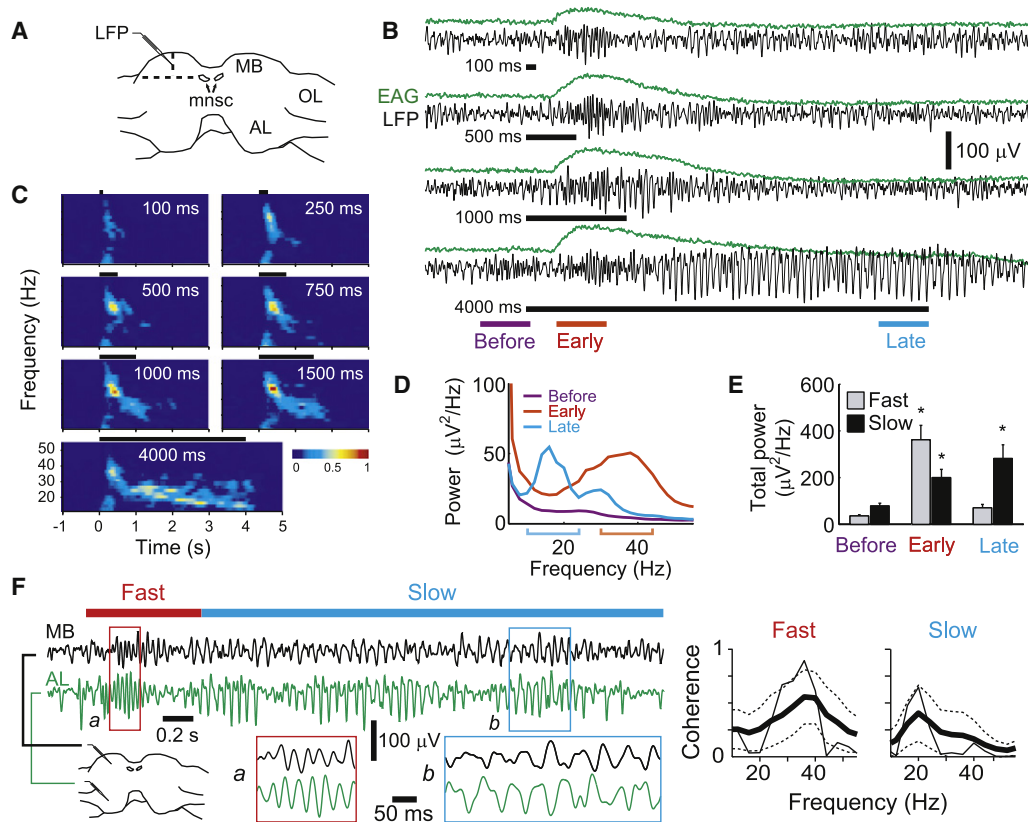 A
LFP
MB
mnsc
OL
AL
B
100 ms
EAG
LFP
500 ms
100 μV
1000 ms
4000 ms
Before
Early
Late
C
100 ms
250 ms
500 ms
750 ms
1000 ms
1500 ms
4000 ms
Frequency (Hz)
50
40
30
20
10
0 0.5 1
-1 0 1 2 3 4 5
Time (s)
D
100
50
0
Power (μV²/Hz)
Before
Early
Late
20 40
Frequency (Hz)
E
600
400
200
0
Total power (μV²/Hz)
Fast
Slow
*
*
*
Before
Early
Late
F
Fast
Slow
MB
AL
a
0.2 s
b
100 μV
a
b
50 ms
Fast
Slow
1
0
Coherence
20 40
20 40
Frequency (Hz)